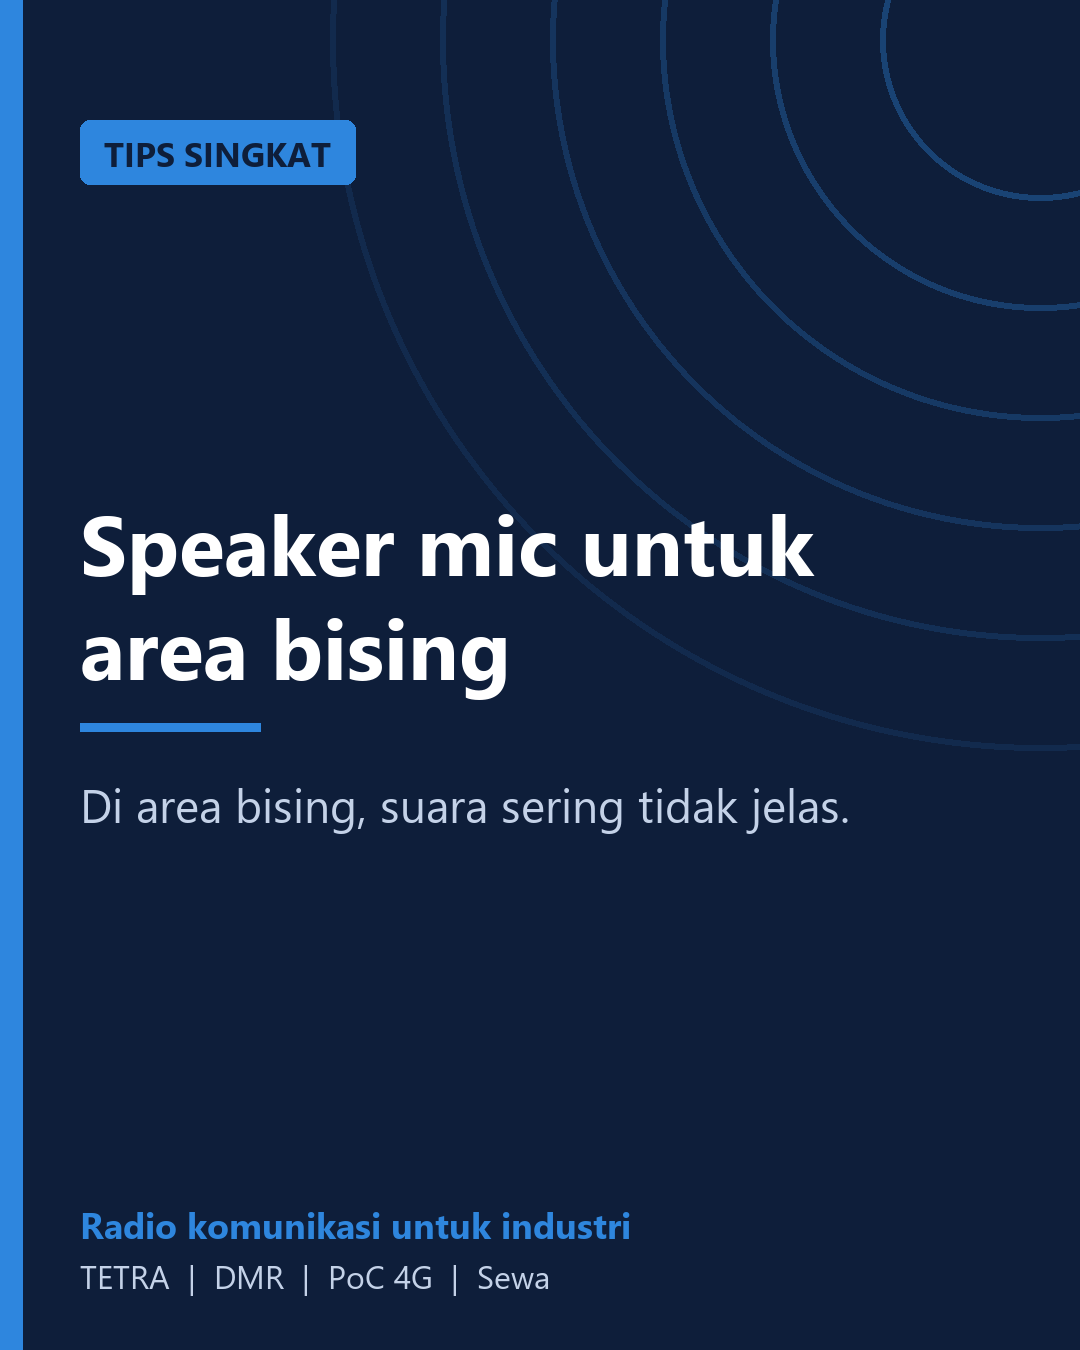 TIPS SINGKAT
Speaker mic untuk
area bising
Di area bising, suara sering tidak jelas.
Radio komunikasi untuk industri
TETRA | DMR | PoC 4G | Sewa